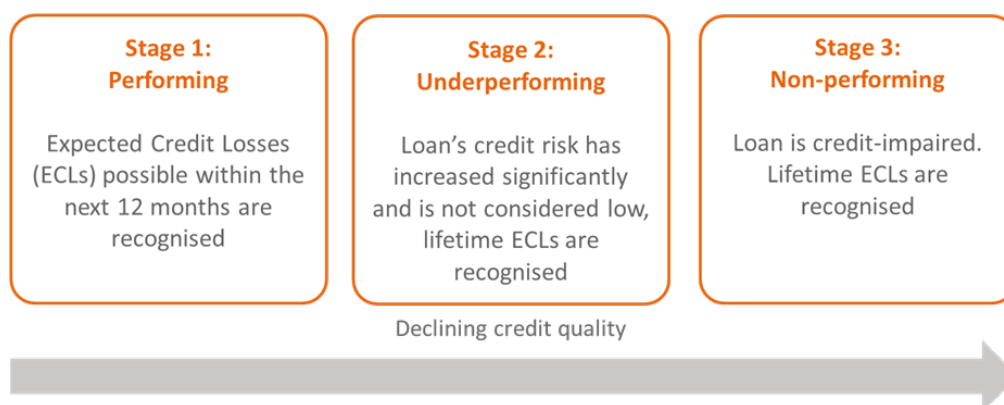 Stage 1:
Performing
Expected Credit Losses
(ECLs) possible within the
next 12 months are
recognised
Stage 2:
Underperforming
Loan’s credit risk has
increased significantly
and is not considered low,
lifetime ECLs are
recognised
Stage 3:
Non-performing
Loan is credit-impaired.
Lifetime ECLs are
recognised
Declining credit quality